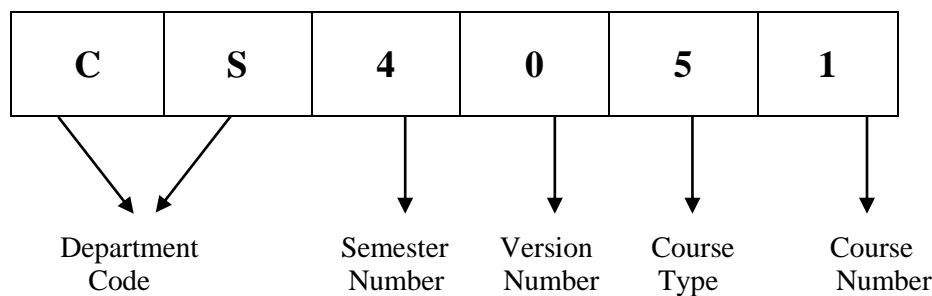 C S 4 0 5 1
Department Semester Version Course Course
Code Number Number Type Number